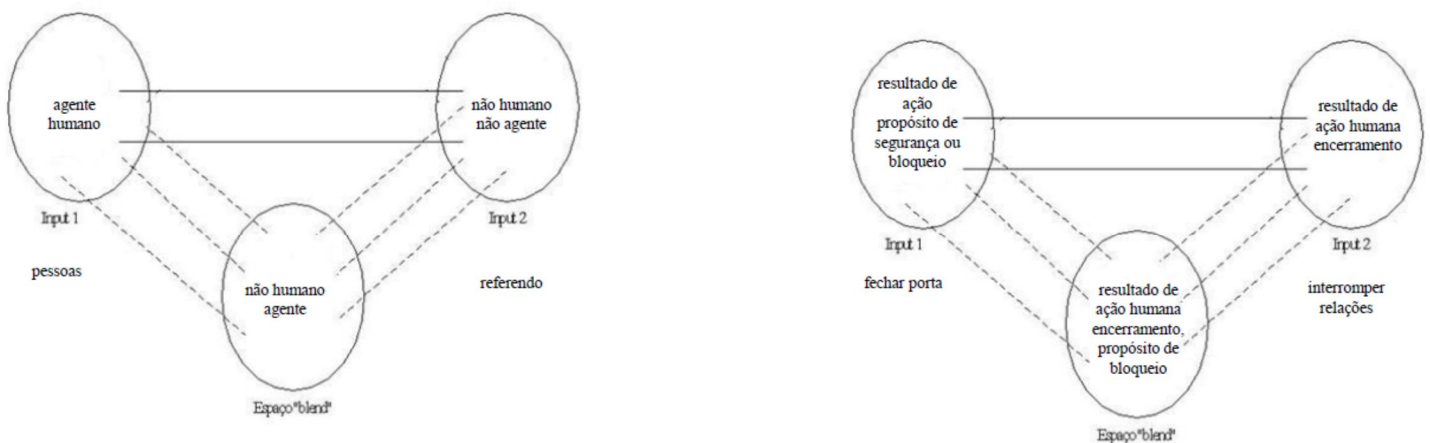 agente
humano
Input 1
pessoas
não humano
não agente
Input 2
referendo
não humano
agente
Espaço"blend"
resultado de
ação
propósito de
segurança ou
bloqueio
Input 1
fechar porta
resultado de
ação humana
encerramento
Input 2
interromper
relações
resultado de
ação humana
encerramento,
propósito de
bloqueio
Espaço"blend"